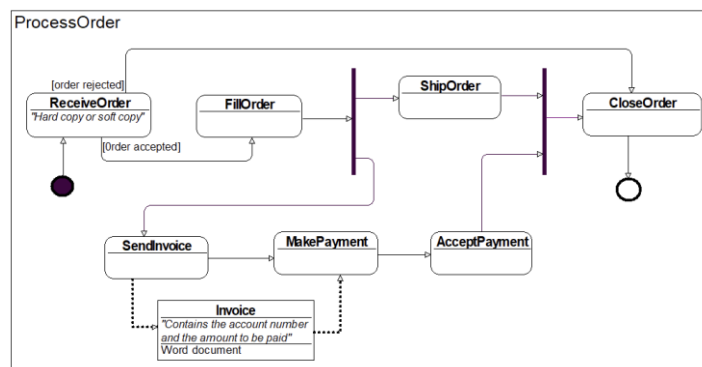 ProcessOrder
[order rejected]
ReceiveOrder
"Hard copy or soft copy"
FillOrder
ShipOrder
CloseOrder
[0rder accepted]
SendInvoice
MakePayment
AcceptPayment
Invoice
"Contains the account number
and the amount to be paid"
Word document